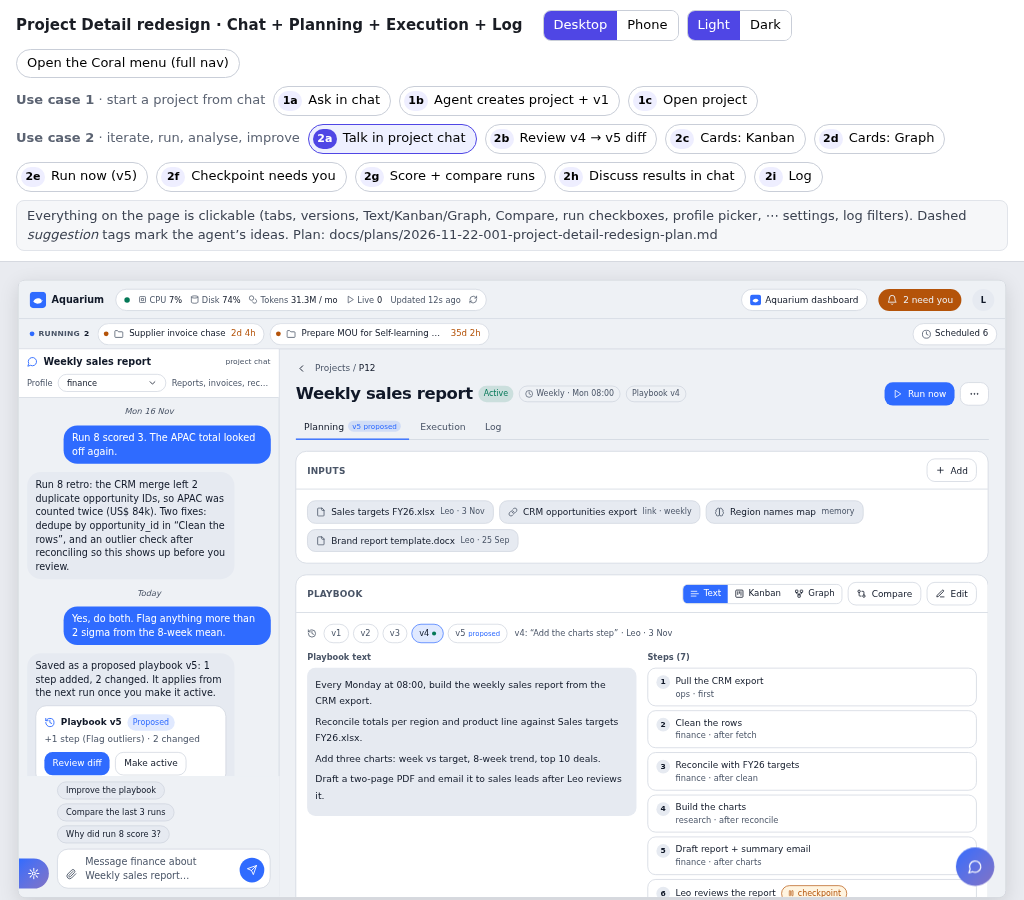 Project Detail redesign · Chat + Planning + Execution + Log
Desktop Phone
Light Dark
Open the Coral menu (full nav)
Use case 1 · start a project from chat
1a Ask in chat
1b Agent creates project + v1
1c Open project
Use case 2 · iterate, run, analyse, improve
2a Talk in project chat
2b Review v4 → v5 diff
2c Cards: Kanban
2d Cards: Graph
2e Run now (v5)
2f Checkpoint needs you
2g Score + compare runs
2h Discuss results in chat
2i Log
Everything on the page is clickable (tabs, versions, Text/Kanban/Graph, Compare, run checkboxes, profile picker, ··· settings, log filters). Dashed
suggestion tags mark the agent's ideas. Plan: docs/plans/2026-11-22-001-project-detail-redesign-plan.md
Aquarium
CPU 7% Disk 74% Tokens 31.3M / mo Live 0 Updated 12s ago
Aquarium dashboard
2 need you
L
RUNNING 2
Supplier invoice chase 2d 4h
Prepare MOU for Self-learning ... 35d 2h
Scheduled 6
Weekly sales report
project chat
Profile finance Reports, invoices, rec...
Mon 16 Nov
Run 8 scored 3. The APAC total looked
off again.
Run 8 retro: the CRM merge left 2
duplicate opportunity IDs, so APAC was
counted twice (US$ 84k). Two fixes:
dedupe by opportunity_id in “Clean the
rows”, and an outlier check after
reconciling so this shows up before you
review.
Today
Yes, do both. Flag anything more than
2 sigma from the 8-week mean.
Saved as a proposed playbook v5: 1
step added, 2 changed. It applies from
the next run once you make it active.
Playbook v5 Proposed
+1 step (Flag outliers) · 2 changed
Review diff Make active
Improve the playbook
Compare the last 3 runs
Why did run 8 score 3?
Message finance about
Weekly sales report...
Projects / P12
Weekly sales report Active Weekly · Mon 08:00 Playbook v4
Run now
···
Planning v5 proposed Execution Log
INPUTS
Add
Sales targets FY26.xlsx Leo · 3 Nov
CRM opportunities export link · weekly
Region names map memory
Brand report template.docx Leo · 25 Sep
PLAYBOOK
Text Kanban Graph
Compare
Edit
v1 v2 v3 v4 v5 proposed v4: “Add the charts step” · Leo · 3 Nov
Playbook text
Every Monday at 08:00, build the weekly sales report from the
CRM export.
Reconcile totals per region and product line against Sales targets
FY26.xlsx.
Add three charts: week vs target, 8-week trend, top 10 deals.
Draft a two-page PDF and email it to sales leads after Leo reviews
it.
Steps (7)
1 Pull the CRM export
ops · first
2 Clean the rows
finance · after fetch
3 Reconcile with FY26 targets
finance · after clean
4 Build the charts
research · after reconcile
5 Draft report + summary email
finance · after charts
6 Leo reviews the report checkpoint